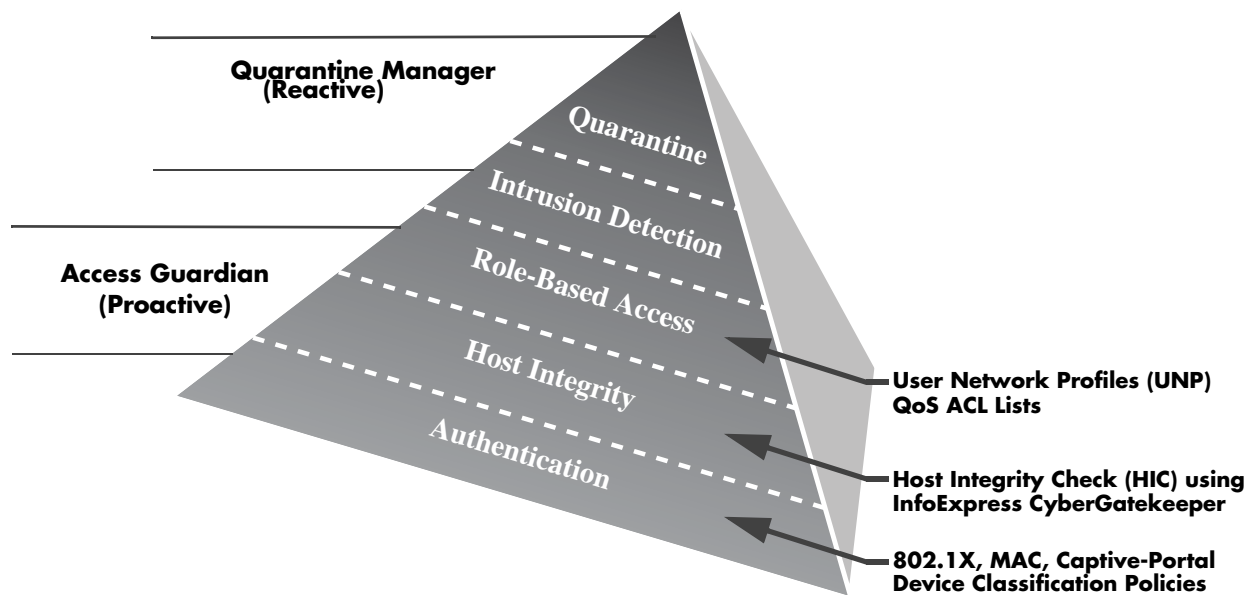 Quarantine Manager
(Reactive)
Quarantine
Intrusion Detection
Access Guardian
(Proactive)
Role-Based Access
Host Integrity
Authentication
User Network Profiles (UNP)
QoS ACL Lists
Host Integrity Check (HIC) using
InfoExpress CyberGatekeeper
802.1X, MAC, Captive-Portal
Device Classification Policies